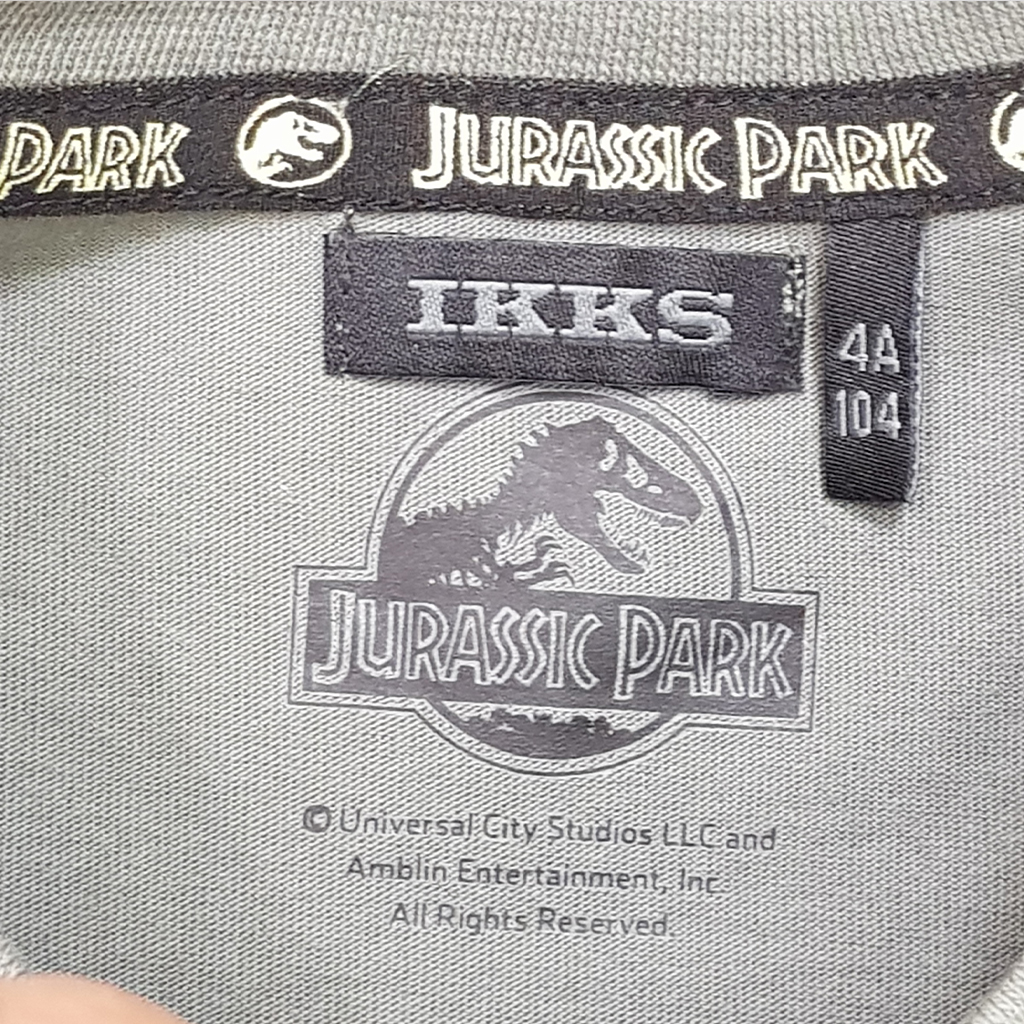 PARK JURASSIC PARK
IKKS
4A
104
JURASSIC PARK
© Universal City Studios LLC and
Amblin Entertainment, Inc.
All Rights Reserved.